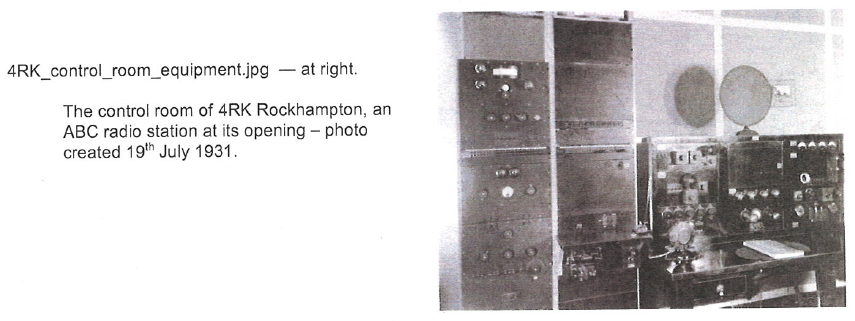 4RK_control_room_equipment.jpg — at right.
The control room of 4RK Rockhampton, an
ABC radio station at its opening – photo
created 19th July 1931.